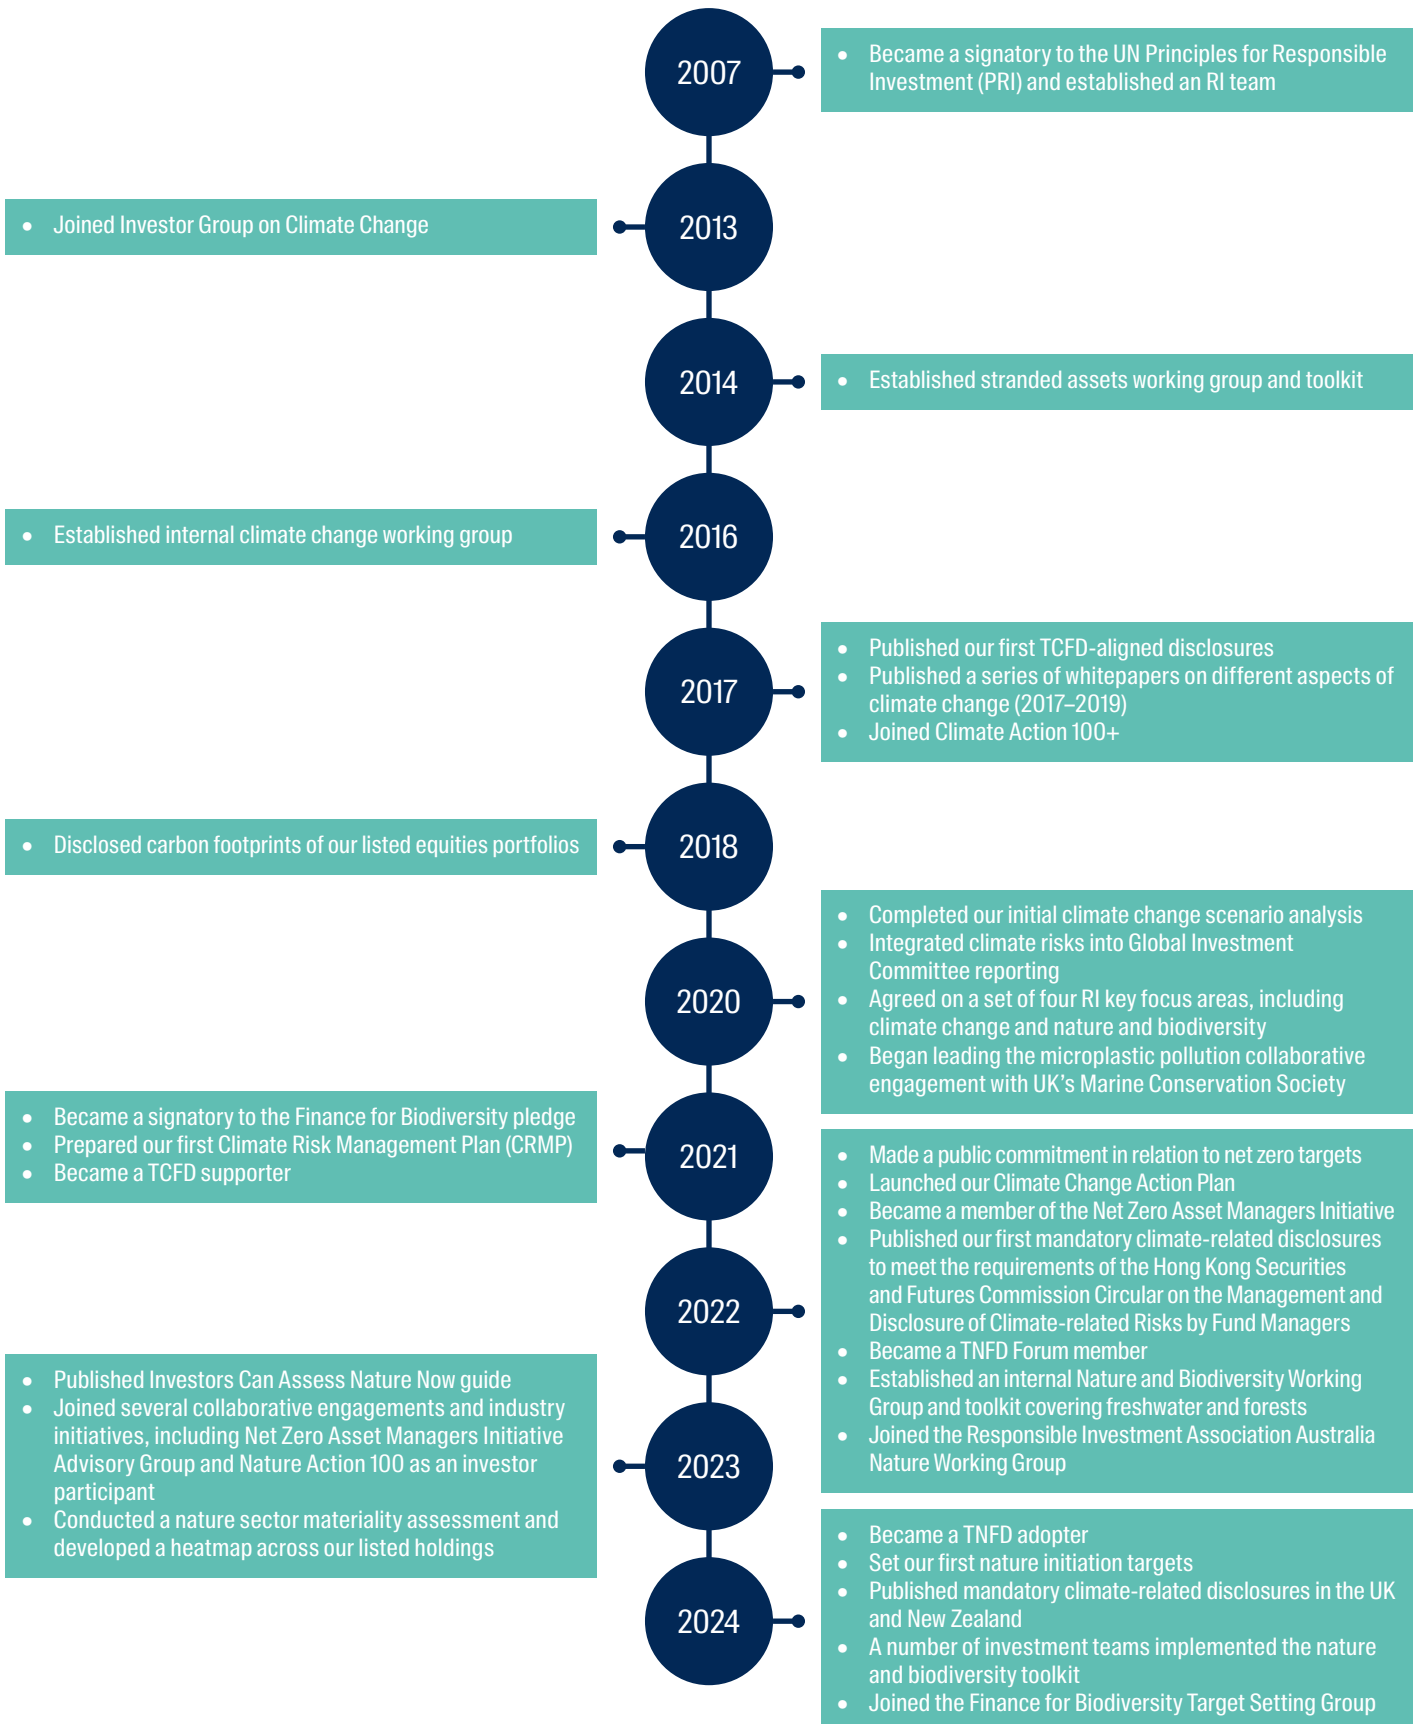 2007
• Became a signatory to the UN Principles for Responsible
Investment (PRI) and established an RI team
2013
• Joined Investor Group on Climate Change
2014
• Established stranded assets working group and toolkit
2016
• Established internal climate change working group
2017
• Published our first TCFD-aligned disclosures
• Published a series of whitepapers on different aspects of
climate change (2017–2019)
• Joined Climate Action 100+
2018
• Disclosed carbon footprints of our listed equities portfolios
2020
• Completed our initial climate change scenario analysis
• Integrated climate risks into Global Investment
Committee reporting
• Agreed on a set of four RI key focus areas, including
climate change and nature and biodiversity
• Began leading the microplastic pollution collaborative
engagement with UK's Marine Conservation Society
2021
• Became a signatory to the Finance for Biodiversity pledge
• Prepared our first Climate Risk Management Plan (CRMP)
• Became a TCFD supporter
2022
• Made a public commitment in relation to net zero targets
• Launched our Climate Change Action Plan
• Became a member of the Net Zero Asset Managers Initiative
• Published our first mandatory climate-related disclosures
to meet the requirements of the Hong Kong Securities
and Futures Commission Circular on the Management and
Disclosure of Climate-related Risks by Fund Managers
• Became a TNFD Forum member
• Established an internal Nature and Biodiversity Working
Group and toolkit covering freshwater and forests
• Joined the Responsible Investment Association Australia
Nature Working Group
2023
• Published Investors Can Assess Nature Now guide
• Joined several collaborative engagements and industry
initiatives, including Net Zero Asset Managers Initiative
Advisory Group and Nature Action 100 as an investor
participant
• Conducted a nature sector materiality assessment and
developed a heatmap across our listed holdings
2024
• Became a TNFD adopter
• Set our first nature initiation targets
• Published mandatory climate-related disclosures in the UK
and New Zealand
• A number of investment teams implemented the nature
and biodiversity toolkit
• Joined the Finance for Biodiversity Target Setting Group